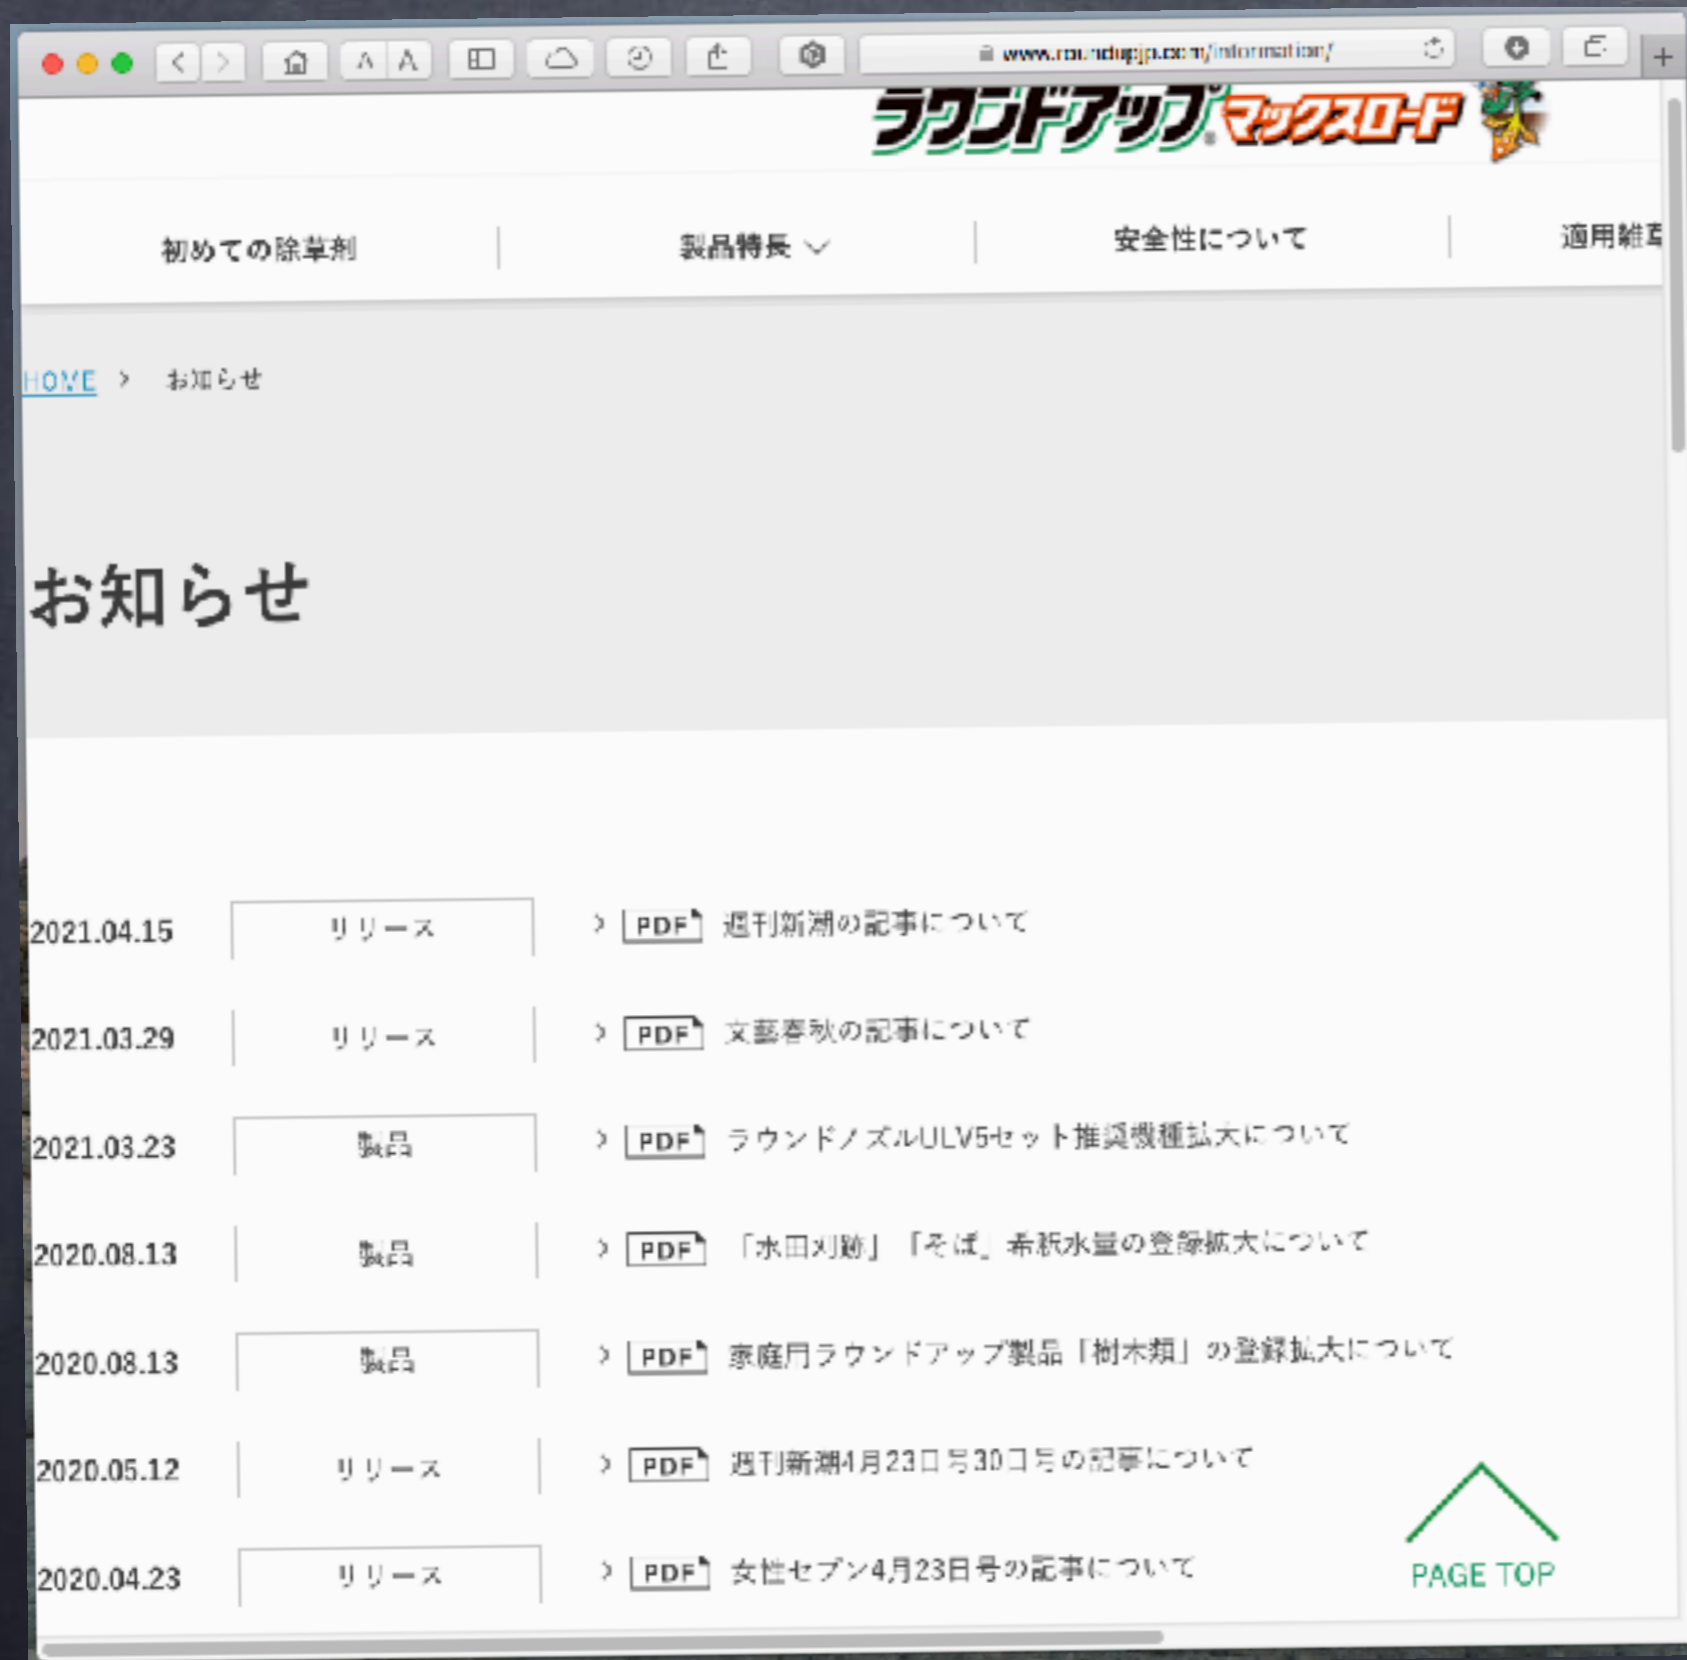 A A
www.roundupjp.com/information/
ラウンドアップ® マックスロード
初めての除草剤
製品特長
安全性について
適用雑草
HOME > お知らせ
お知らせ
2021.04.15 リリース > PDF 週刊新潮の記事について
2021.03.29 リリース > PDF 文藝春秋の記事について
2021.03.23 製品 > PDF ラウンドノズルULV5セット推奨機種拡大について
2020.08.13 製品 > PDF 「水田刈跡」「そば」希釈水量の登録拡大について
2020.08.13 製品 > PDF 家庭用ラウンドアップ製品「樹木類」の登録拡大について
2020.05.12 リリース > PDF 週刊新潮4月23日号30日号の記事について
2020.04.23 リリース > PDF 女性セブン4月23日号の記事について
PAGE TOP